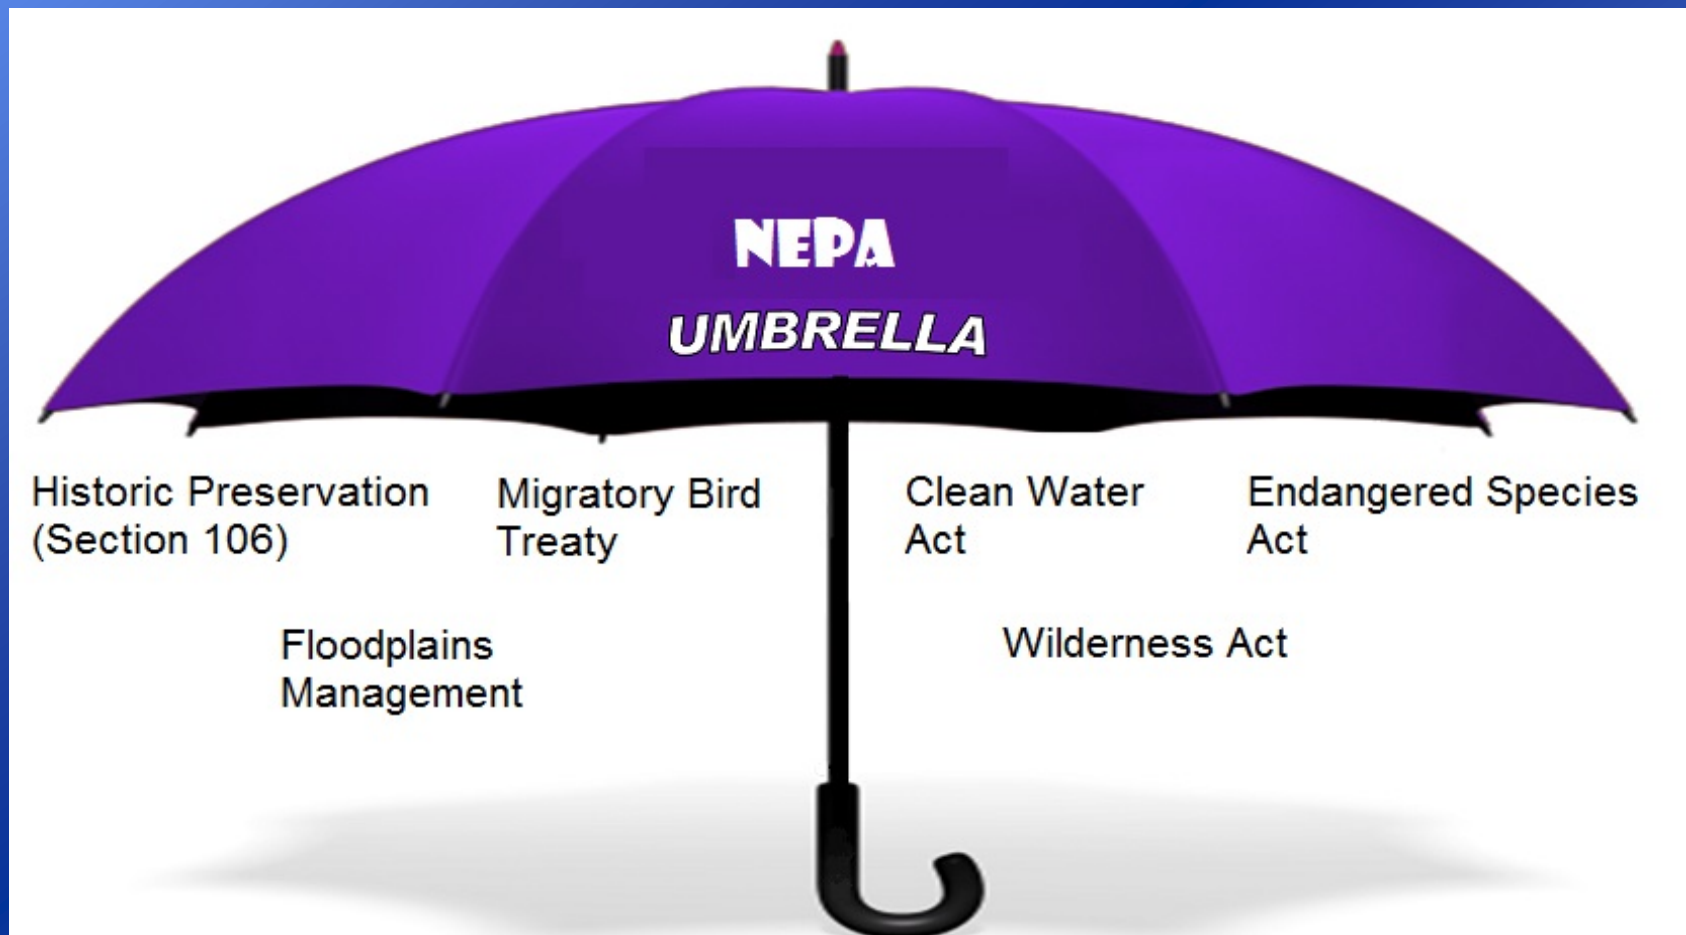 NEPA
UMBRELLA
Historic Preservation
(Section 106)
Migratory Bird
Treaty
Clean Water
Act
Endangered Species
Act
Floodplains
Management
Wilderness Act